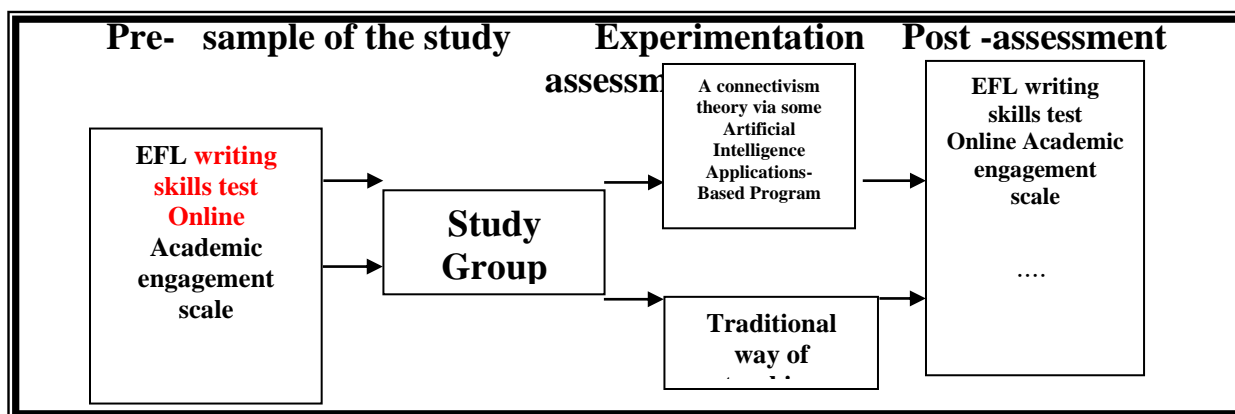 Pre- sample of the study Experimentation Post -assessment
EFL writing
skills test
Online
Academic
engagement
scale
Study
Group
A connectivism
theory via some
Artificial
Intelligence
Applications-
Based Program
Traditional
way of
EFL writing
skills test
Online Academic
engagement
scale
....